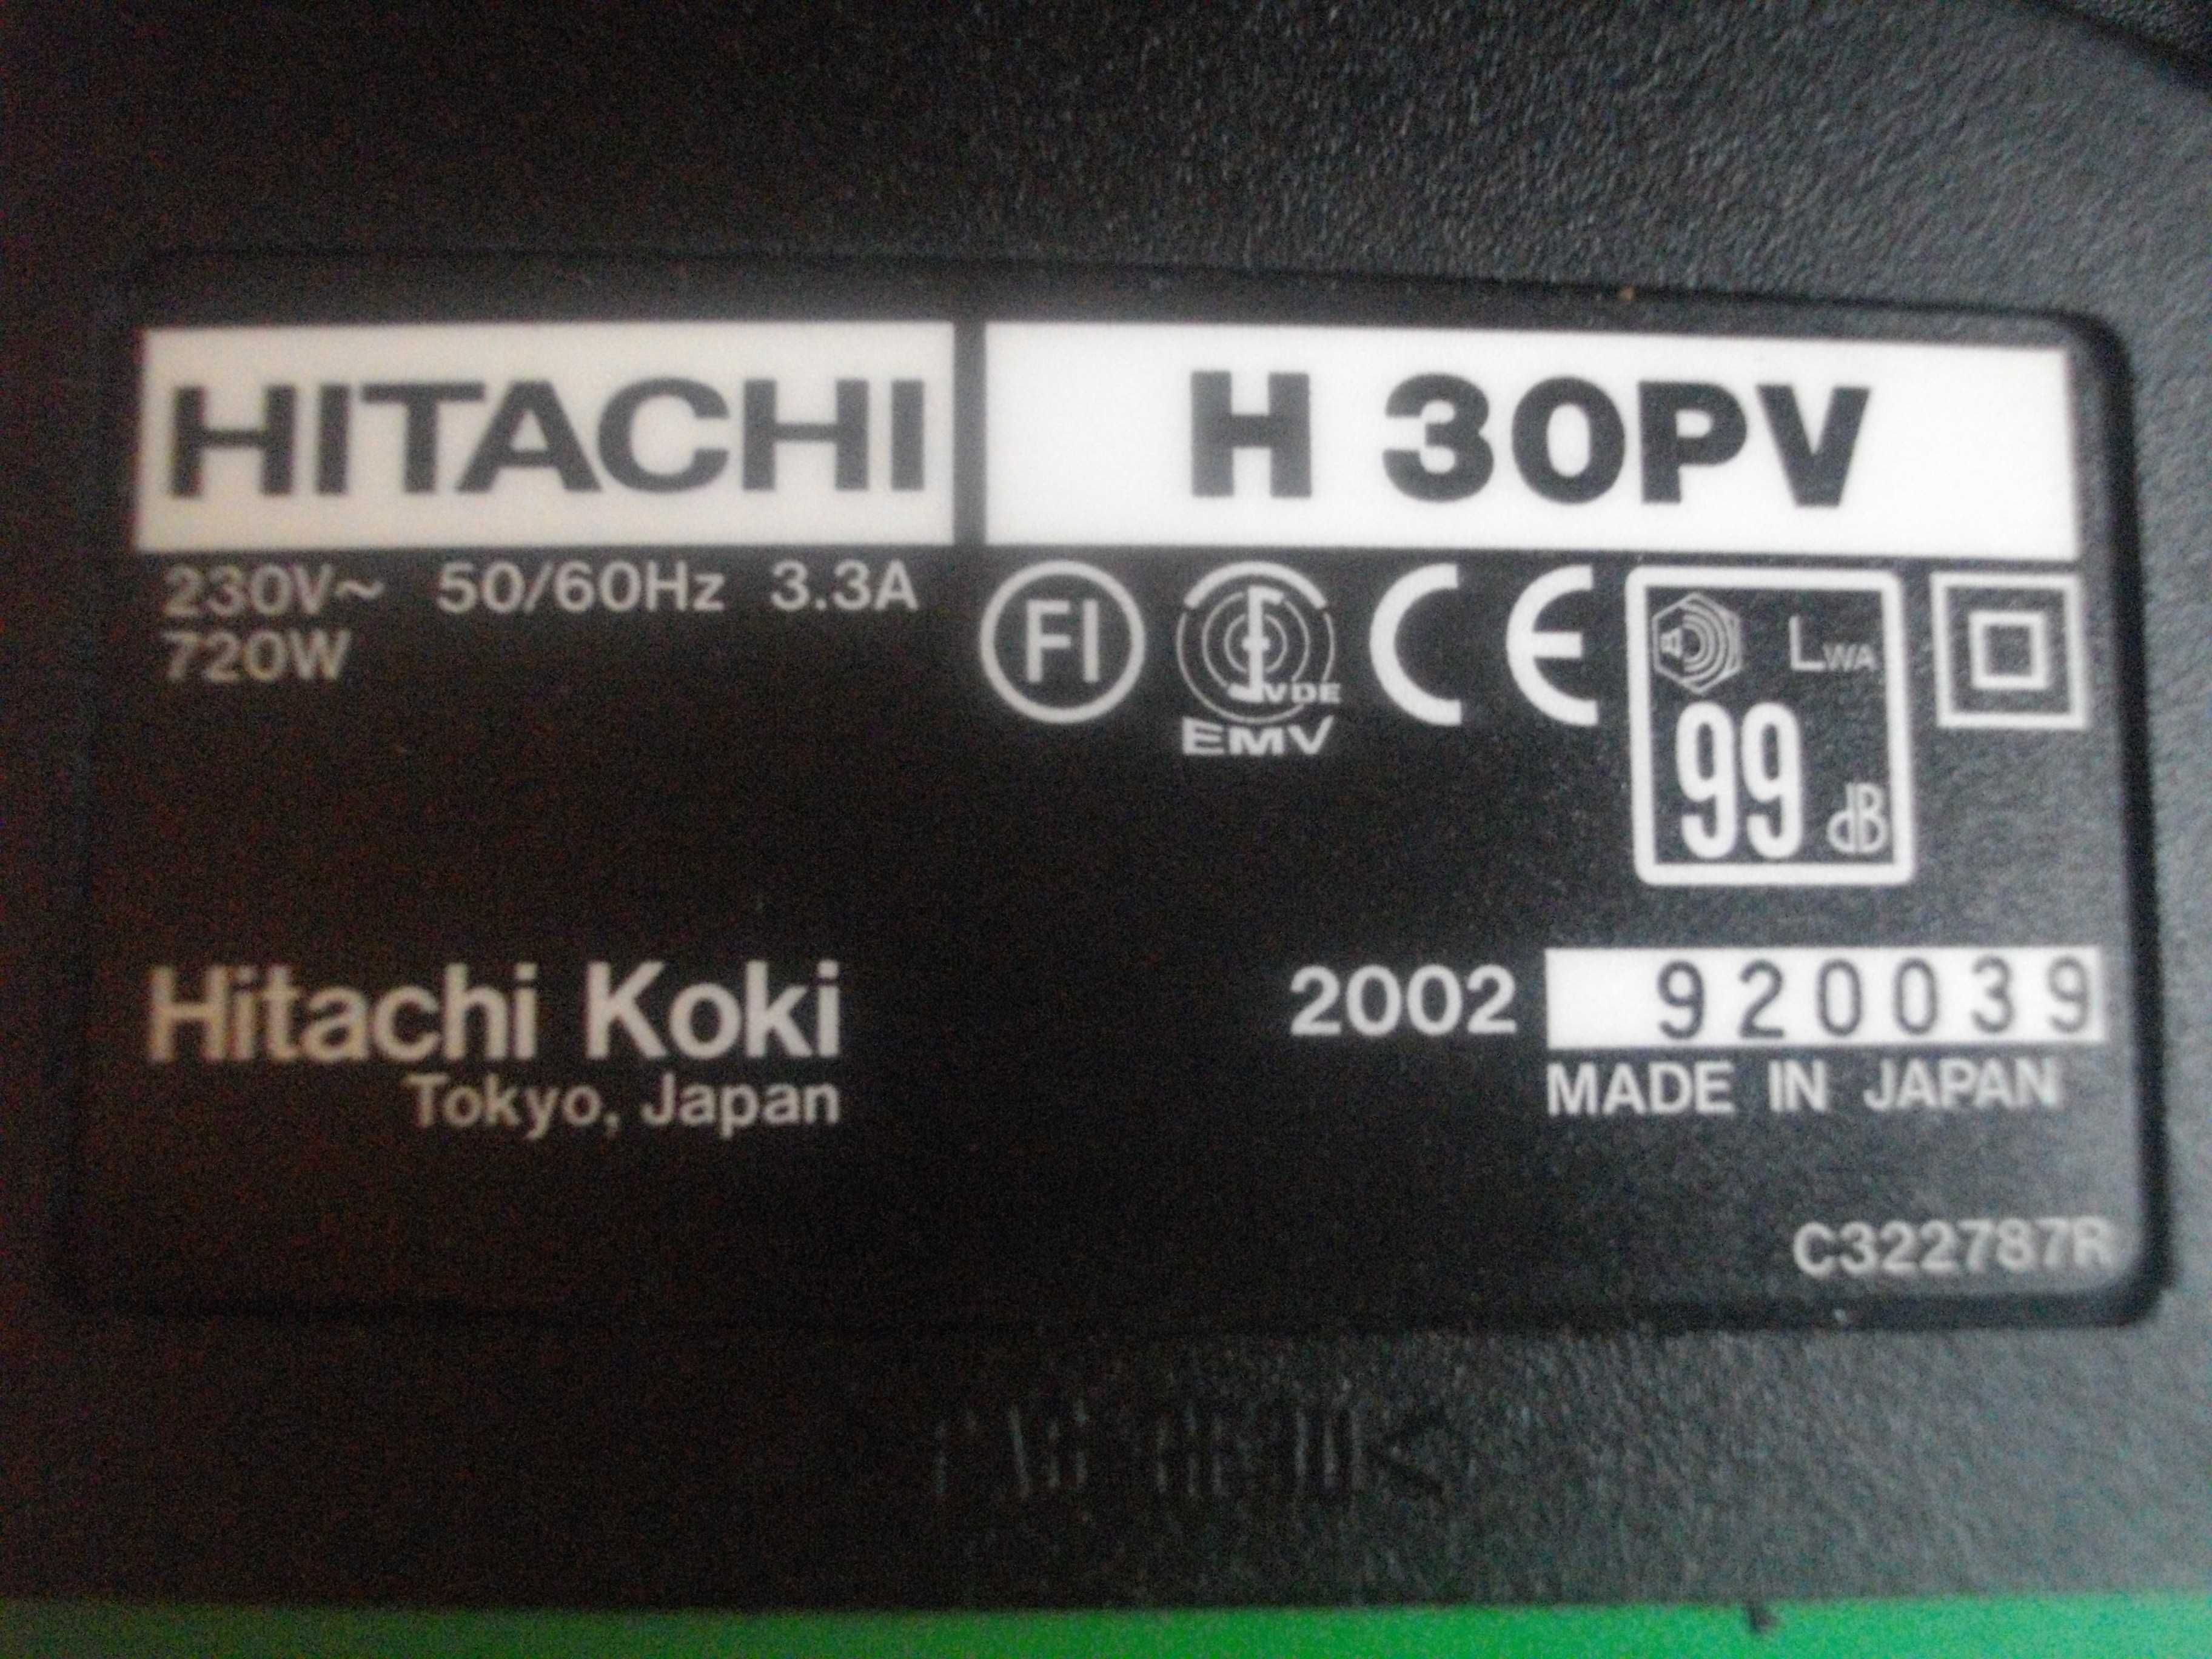 HITACHI
H 30PV
230V~ 50/60Hz 3.3A
720W
FI
VDE
EMV
CE
LWA
99 dB
Hitachi Koki
Tokyo, Japan
2002 920039
MADE IN JAPAN
C322787R